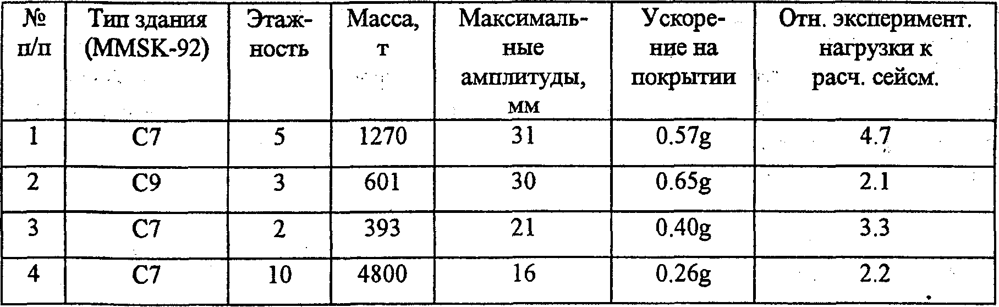 № п/п | Тип здания (MMSK-92) | Этаж-ность | Масса, т | Максималь-ные амплитуды, мм | Ускоре-ние на покрытии | Отн. эксперимент. нагрузки к расч. сейсм.
1 | С7 | 5 | 1270 | 31 | 0.57g | 4.7
2 | С9 | 3 | 601 | 30 | 0.65g | 2.1
3 | С7 | 2 | 393 | 21 | 0.40g | 3.3
4 | С7 | 10 | 4800 | 16 | 0.26g | 2.2